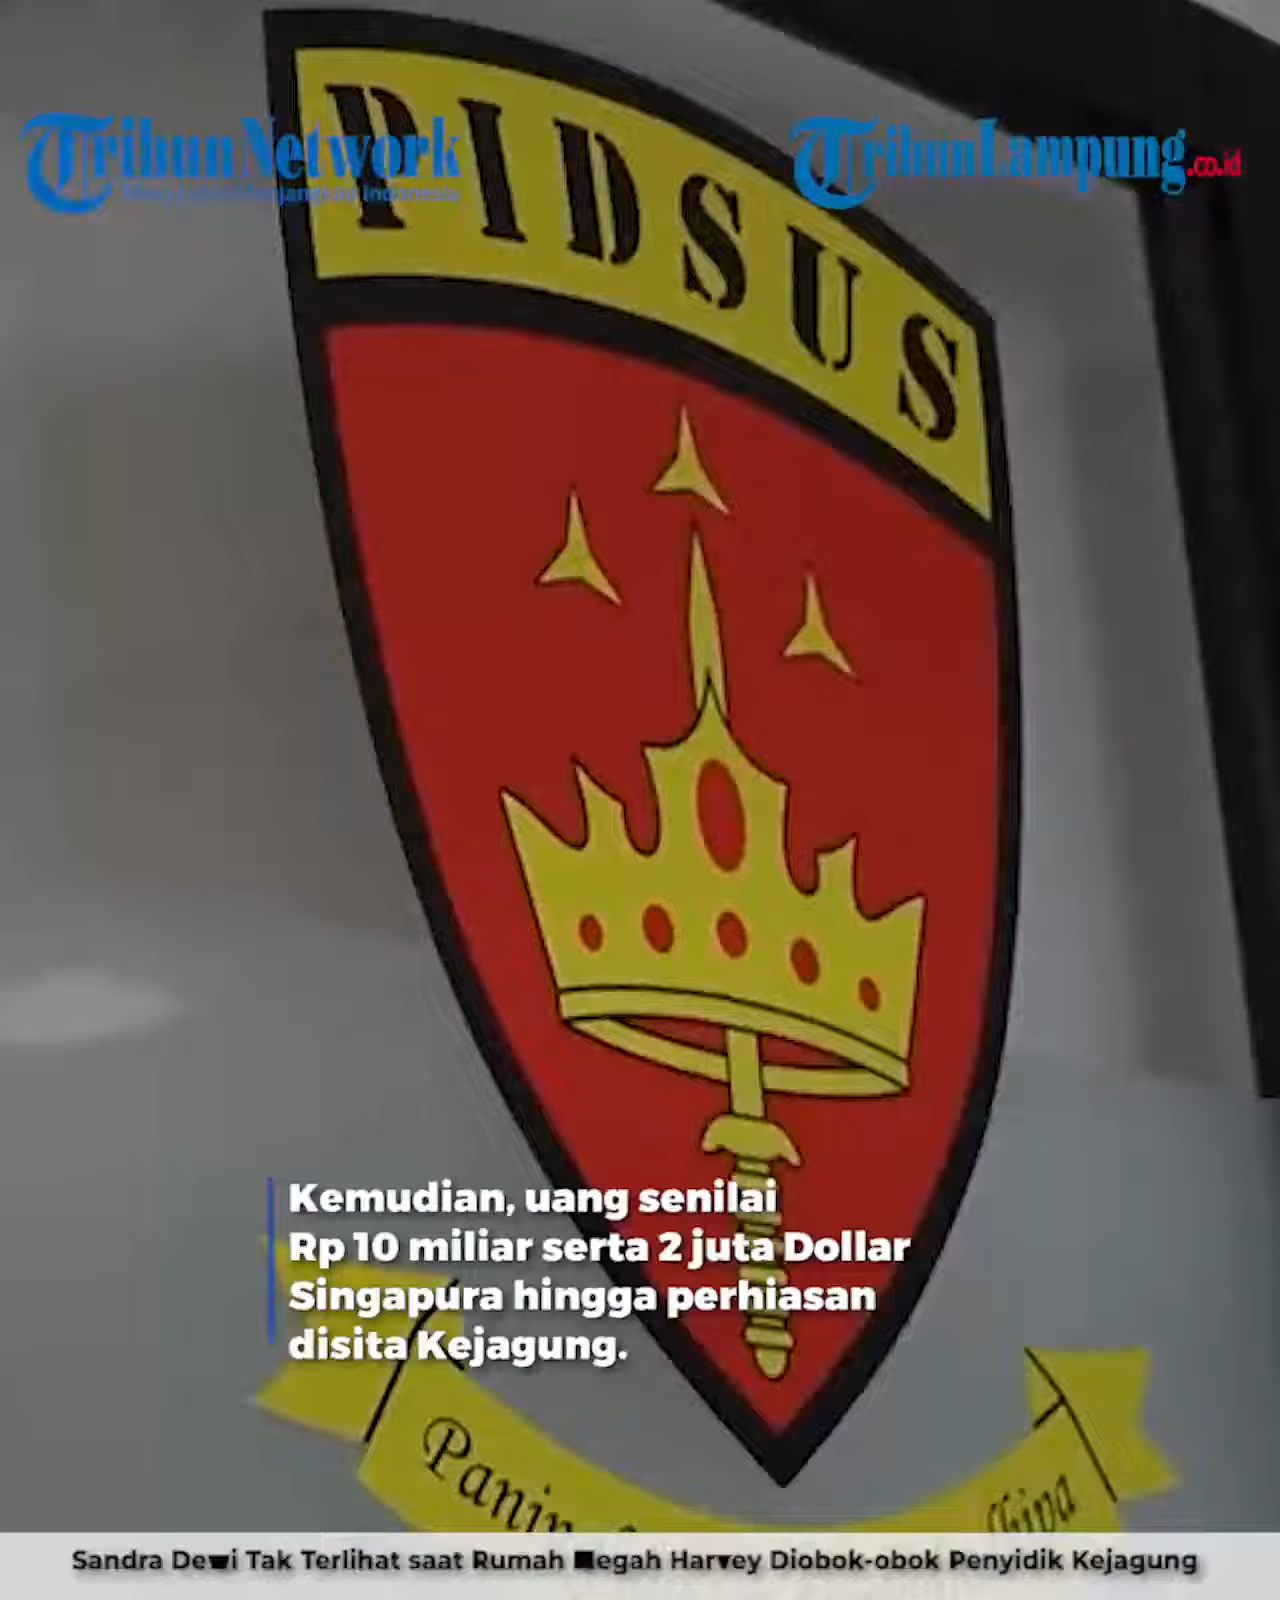 PIDSUS
TribunNetwork
TribunLampung.co.id
Kemudian, uang senilai
Rp 10 miliar serta 2 juta Dollar
Singapura hingga perhiasan
disita Kejagung.
Sandra Dewi Tak Terlihat saat Rumah Megah Harvey Diobok-obok Penyidik Kejagung